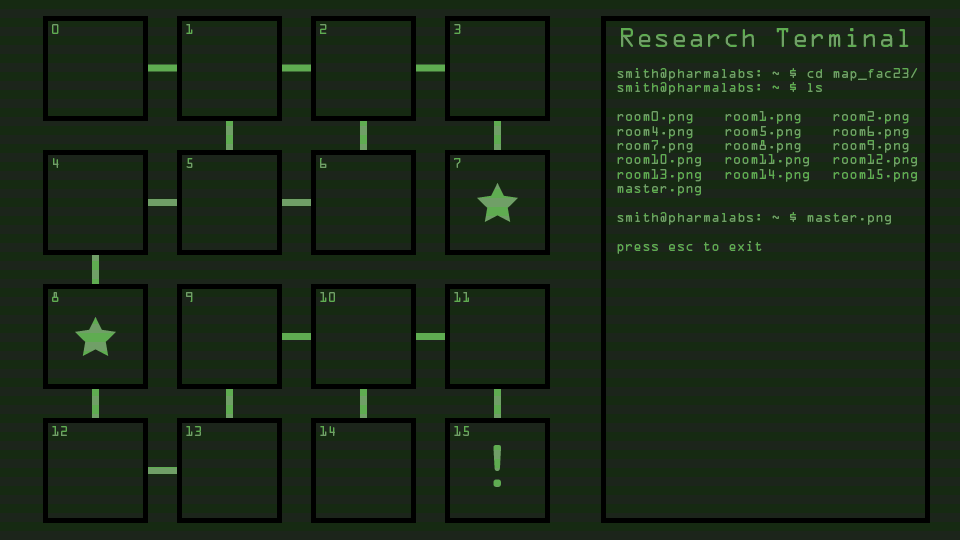 0 1 2 3
4 5 6 7
8 9 10 11
12 13 14 15
!
Research Terminal
smith@pharmalabs: ~ $ cd map_fac23/
smith@pharmalabs: ~ $ ls
room0.png room1.png room2.png
room4.png room5.png room6.png
room7.png room8.png room9.png
room10.png room11.png room12.png
room13.png room14.png room15.png
master.png
smith@pharmalabs: ~ $ master.png
press esc to exit